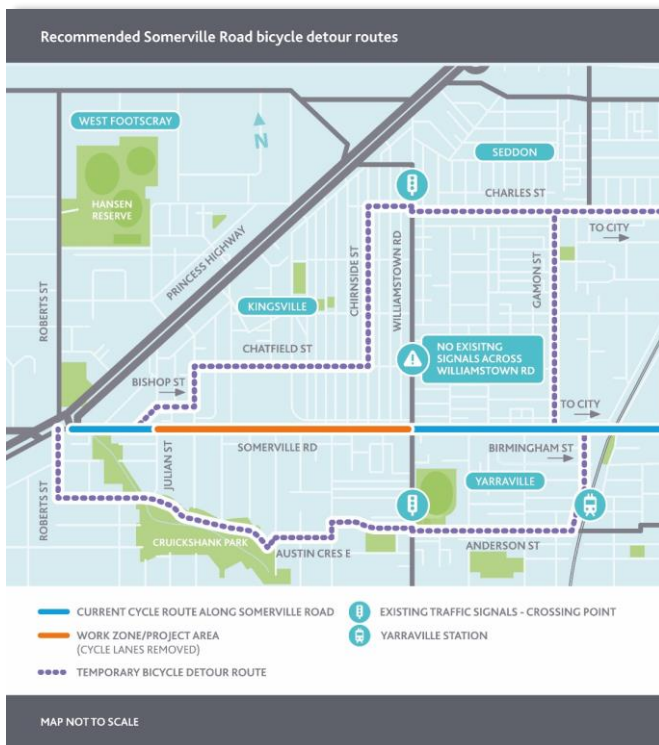 Recommended Somerville Road bicycle detour routes
WEST FOOTSCRAY
N
SEDDON
HANSEN
RESERVE
CHARLES ST
TO CITY
PRINCESS HIGHWAY
ROBERTS ST
CHIRNSIDE ST
WILLIAMSTOWN RD
GAMON ST
KINGSVILLE
CHATFIELD ST
NO EXISITNG
SIGNALS ACROSS
WILLIAMSTOWN RD
BISHOP ST
TO CITY
SOMERVILLE RD
BIRMINGHAM ST
JULIAN ST
YARRAVILLE
ROBERTS ST
CRUICKSHANK PARK
AUSTIN CRES E
ANDERSON ST
CURRENT CYCLE ROUTE ALONG SOMERVILLE ROAD
WORK ZONE/PROJECT AREA
(CYCLE LANES REMOVED)
TEMPORARY BICYCLE DETOUR ROUTE
EXISTING TRAFFIC SIGNALS - CROSSING POINT
YARRAVILLE STATION
MAP NOT TO SCALE